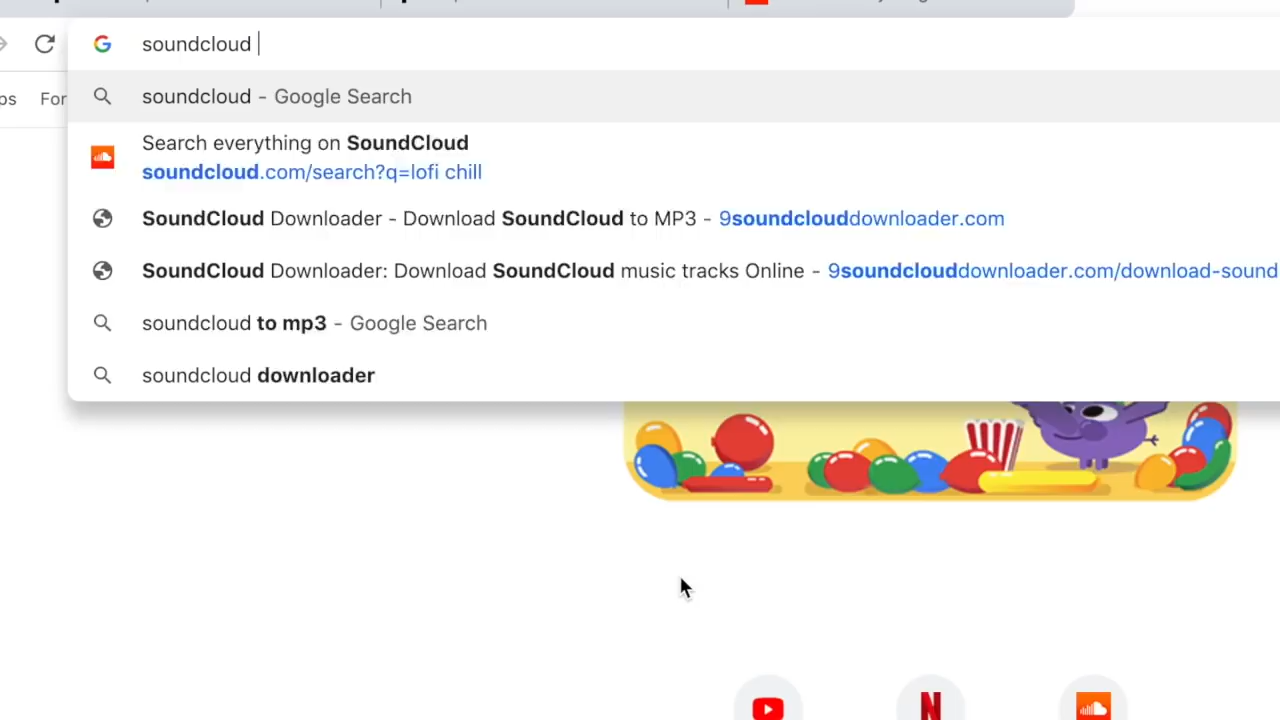 soundcloud
ps For
soundcloud - Google Search
Search everything on SoundCloud
soundcloud.com/search?q=lofi chill
SoundCloud Downloader - Download SoundCloud to MP3 - 9soundclouddownloader.com
SoundCloud Downloader: Download SoundCloud music tracks Online - 9soundclouddownloader.com/download-sound
soundcloud to mp3 - Google Search
soundcloud downloader
N